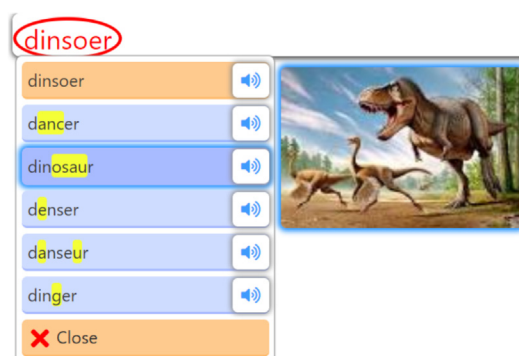 dinsoer
dinsoer
dancer
dinosaur
denser
danseur
dinger
Close